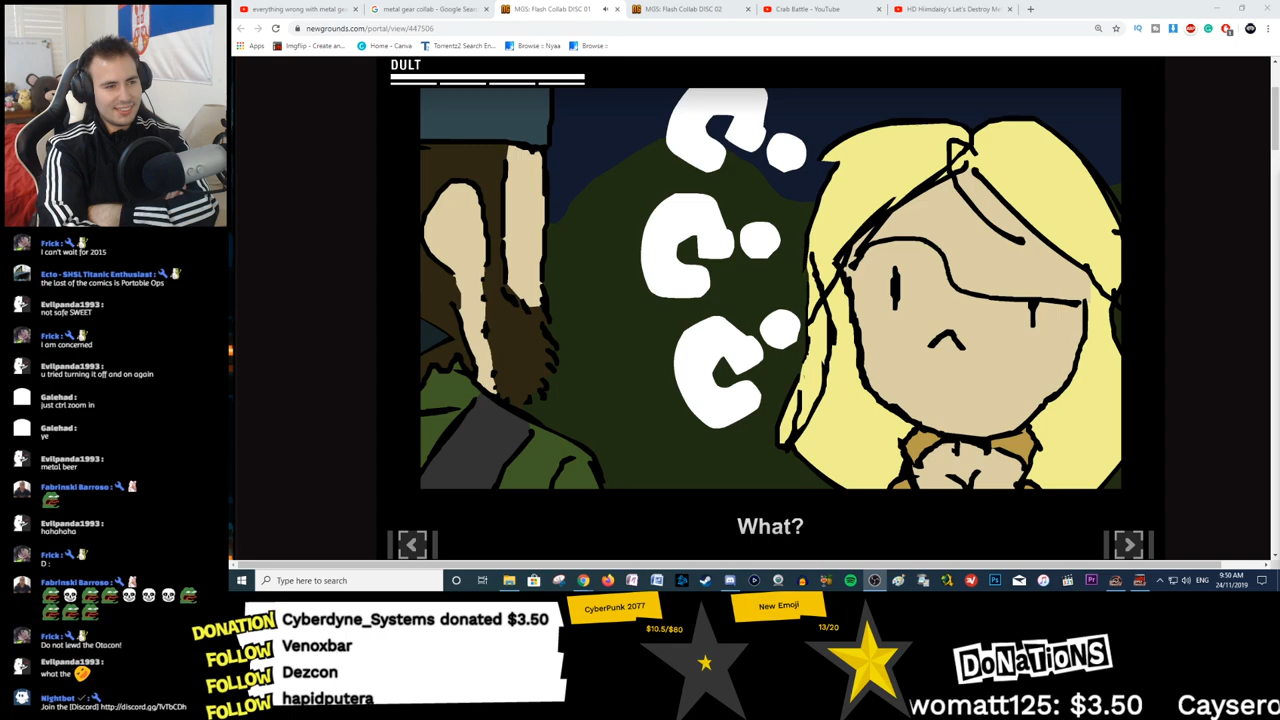 everything wrong with metal ge
metal gear collab - Google Sear
MGS: Flash Collab DISC 01
MGS: Flash Collab DISC 02
Crab Battle - YouTube
HD Hiimdaisy's Let's Destroy Me
newgrounds.com/portal/view/447506
Apps
Imgflip - Create an...
Home - Canva
Torrentz2 Search En...
Browse :: Nyaa
Browse ::
DULT
What?
Frick :
I can't wait for 2015
Ecto - SHSL Titanic Enthusiast :
the last of the comics is Portable Ops
Evilpanda1993 :
not safe SWEET
Frick :
I am concerned
Evilpanda1993 :
u tried turning it off and on again
Galehad :
just ctrl zoom in
Galehad :
ye
Evilpanda1993 :
metal beer
Fabrinski Barroso :
Evilpanda1993 :
hahahaha
Frick :
D :
Fabrinski Barroso :
Frick :
Do not lewd the Otacon!
Evilpanda1993 :
what the
Nightbot :
Join the [Discord] http://discord.gg/TvTbCDh
Type here to search
ENG
9:50 AM
24/11/2019
DONATION Cyberdyne_Systems donated $3.50
FOLLOW Venoxbar
FOLLOW Dezcon
FOLLOW hapidputera
CyberPunk 2077
$10.5/$80
New Emoji
13/20
DONATIONS
womatt125: $3.50 Caysero